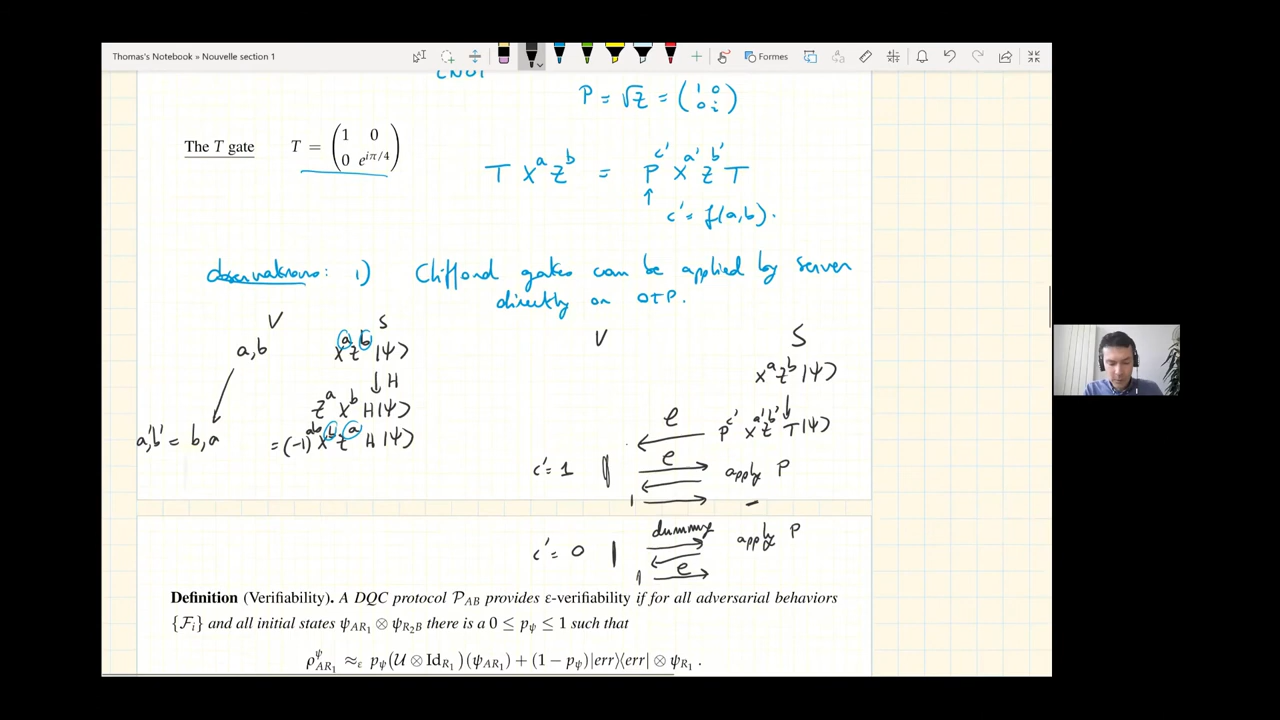 Thomas's Notebook » Nouvelle section 1
Formes
CNOT
P = √Z = (1 0 0 i)
The T gate T = (1 0 0 e^{iπ/4})
T X^a Z^b = P^{c'} X^{a'} Z^{b'} T
c' = f(a,b).
observations: 1) Clifford gates can be applied by server
directly on OTP.
V S
a,b X^a Z^b |ψ⟩
↓ H
Z^a X^b H|ψ⟩
a',b' = b,a = (-1)^{ab} X^b Z^a H|ψ⟩
V S
X^a Z^b |ψ⟩
e P^{c'} X^{a'} Z^{b'} T|ψ⟩
c' = 1 e apply P
c' = 0 dummy apply P
e
Definition (Verifiability). A DQC protocol P_AB provides ε-verifiability if for all adversarial behaviors
{F_i} and all initial states ψ_{AR_1} ⊗ ψ_{R_2B} there is a 0 ≤ p_ψ ≤ 1 such that
ρ^ψ_{AR_1} ≈_ε p_ψ(U ⊗ Id_{R_1})(ψ_{AR_1}) + (1 − p_ψ)|err⟩⟨err| ⊗ ψ_{R_1} .